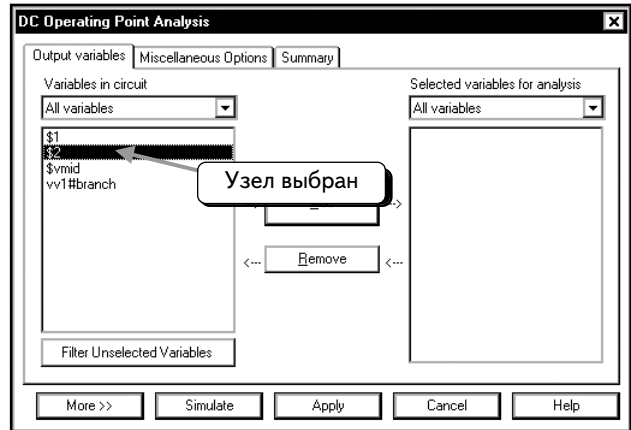 DC Operating Point Analysis
Output variables
Miscellaneous Options
Summary
Variables in circuit
Selected variables for analysis
All variables
All variables
$1
$2
$vmid
vv1#branch
Узел выбран
--->
<---
Remove
<---
Filter Unselected Variables
More >>
Simulate
Apply
Cancel
Help